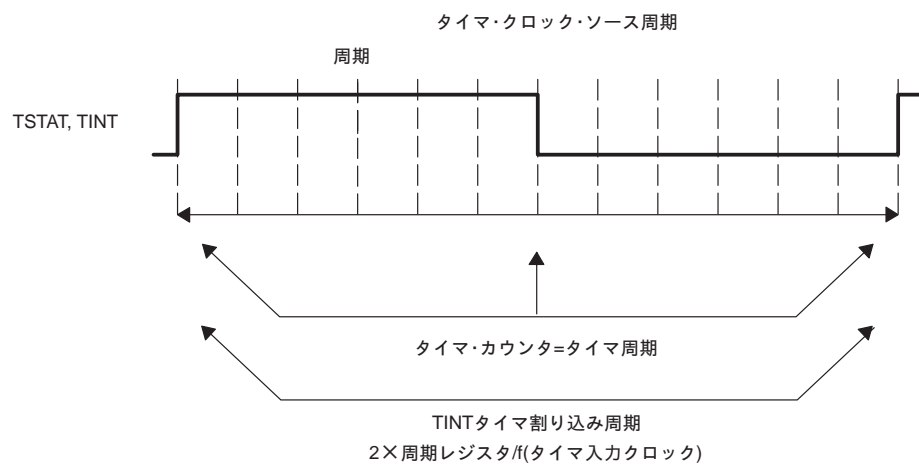 タイマ・クロック・ソース周期
周期
TSTAT, TINT
タイマ・カウンタ=タイマ周期
TINTタイマ割り込み周期
2×周期レジスタ/f(タイマ入力クロック)